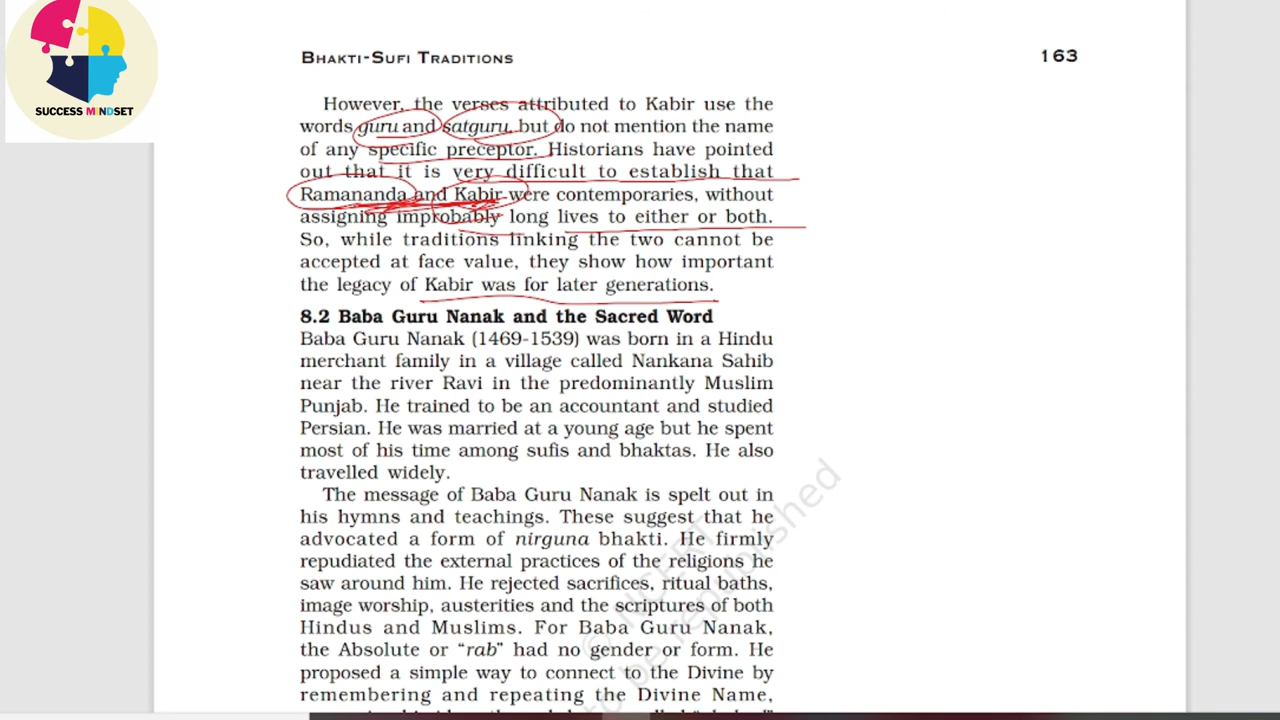 SUCCESS MINDSET
BHAKTI-SUFI TRADITIONS
163
However, the verses attributed to Kabir use the
words guru and satguru, but do not mention the name
of any specific preceptor. Historians have pointed
out that it is very difficult to establish that
Ramananda and Kabir were contemporaries, without
assigning improbably long lives to either or both.
So, while traditions linking the two cannot be
accepted at face value, they show how important
the legacy of Kabir was for later generations.
8.2 Baba Guru Nanak and the Sacred Word
Baba Guru Nanak (1469-1539) was born in a Hindu
merchant family in a village called Nankana Sahib
near the river Ravi in the predominantly Muslim
Punjab. He trained to be an accountant and studied
Persian. He was married at a young age but he spent
most of his time among sufis and bhaktas. He also
travelled widely.
The message of Baba Guru Nanak is spelt out in
his hymns and teachings. These suggest that he
advocated a form of nirguna bhakti. He firmly
repudiated the external practices of the religions he
saw around him. He rejected sacrifices, ritual baths,
image worship, austerities and the scriptures of both
Hindus and Muslims. For Baba Guru Nanak,
the Absolute or “rab” had no gender or form. He
proposed a simple way to connect to the Divine by
remembering and repeating the Divine Name,
© NCERT
to be republished